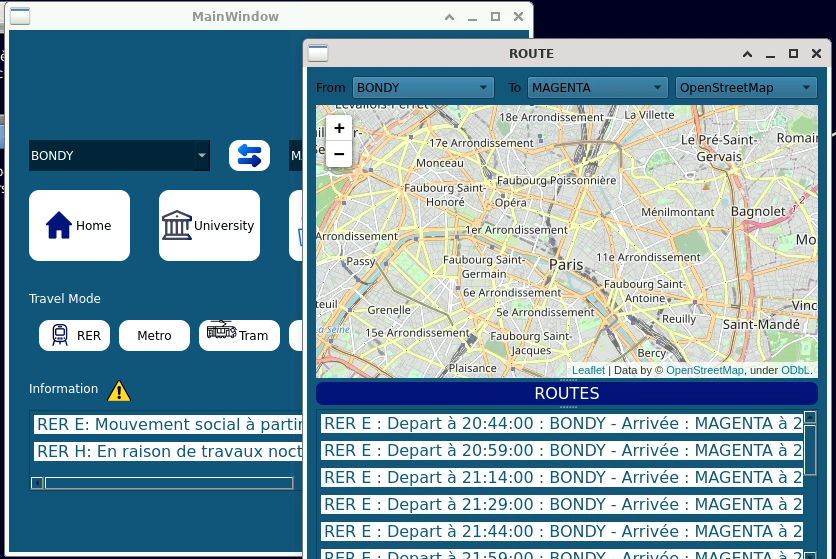 MainWindow
BONDY
Home
University
Travel Mode
RER
Metro
Tram
Information
RER E: Mouvement social à partir
RER H: En raison de travaux noct
ROUTE
From BONDY To MAGENTA OpenStreetMap
+
−
Levallois-Perret
18e Arrondissement
La Villette
17e Arrondissement
Le Pré-Saint-Gervais
Romain
Monceau
Faubourg Poissonnière
Faubourg Saint-Honoré
Opéra
Ménilmontant
Bagnolet
Arrondissement
1er Arrondissement
Passy
Faubourg Saint-Germain
Paris
11e Arrondissement
6e Arrondissement
Faubourg Saint-Antoine
Grenelle
5e Arrondissement
Reuilly
Saint-Mandé
Vinc
teuil
la Seine
15e Arrondissement
Faubourg Saint-Jacques
Bercy
Plaisance
Leaflet | Data by © OpenStreetMap, under ODbL.
ROUTES
RER E : Depart à 20:44:00 : BONDY - Arrivée : MAGENTA à 2
RER E : Depart à 20:59:00 : BONDY - Arrivée : MAGENTA à 2
RER E : Depart à 21:14:00 : BONDY - Arrivée : MAGENTA à 2
RER E : Depart à 21:29:00 : BONDY - Arrivée : MAGENTA à 2
RER E : Depart à 21:44:00 : BONDY - Arrivée : MAGENTA à 2
RER E : Depart à 21:59:00 : BONDY - Arrivée : MAGENTA à 2